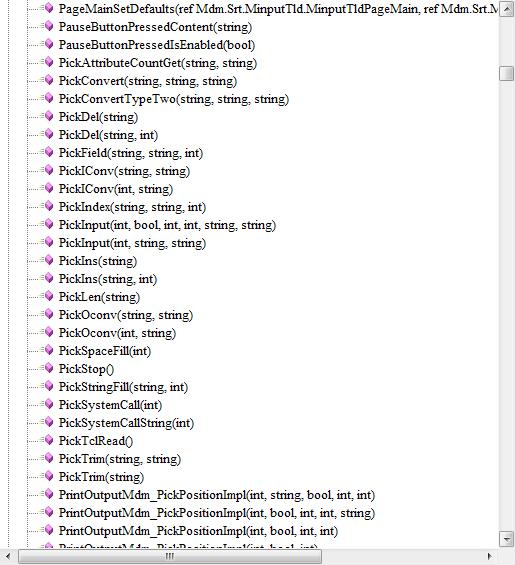 PageMainSetDefaults(ref Mdm.Srt.MinputTld.MinputTldPageMain, ref Mdm.Srt.M
PauseButtonPressedContent(string)
PauseButtonPressedIsEnabled(bool)
PickAttributeCountGet(string, string)
PickConvert(string, string, string)
PickConvertTypeTwo(string, string, string)
PickDel(string)
PickDel(string, int)
PickField(string, string, int)
PickIConv(string, string)
PickIConv(int, string)
PickIndex(string, string, int)
PickInput(int, bool, int, int, string, string)
PickInput(int, string, string)
PickIns(string)
PickIns(string, int)
PickLen(string)
PickOconv(string, string)
PickOconv(int, string)
PickSpaceFill(int)
PickStop()
PickStringFill(string, int)
PickSystemCall(int)
PickSystemCallString(int)
PickTclRead()
PickTrim(string, string)
PickTrim(string)
PrintOutputMdm_PickPositionImpl(int, string, bool, int, int)
PrintOutputMdm_PickPositionImpl(int, bool, int, int, string)
PrintOutputMdm_PickPositionImpl(int, bool, int, int)
PrintOutputMdm_PickPositionImpl(int, bool, int)